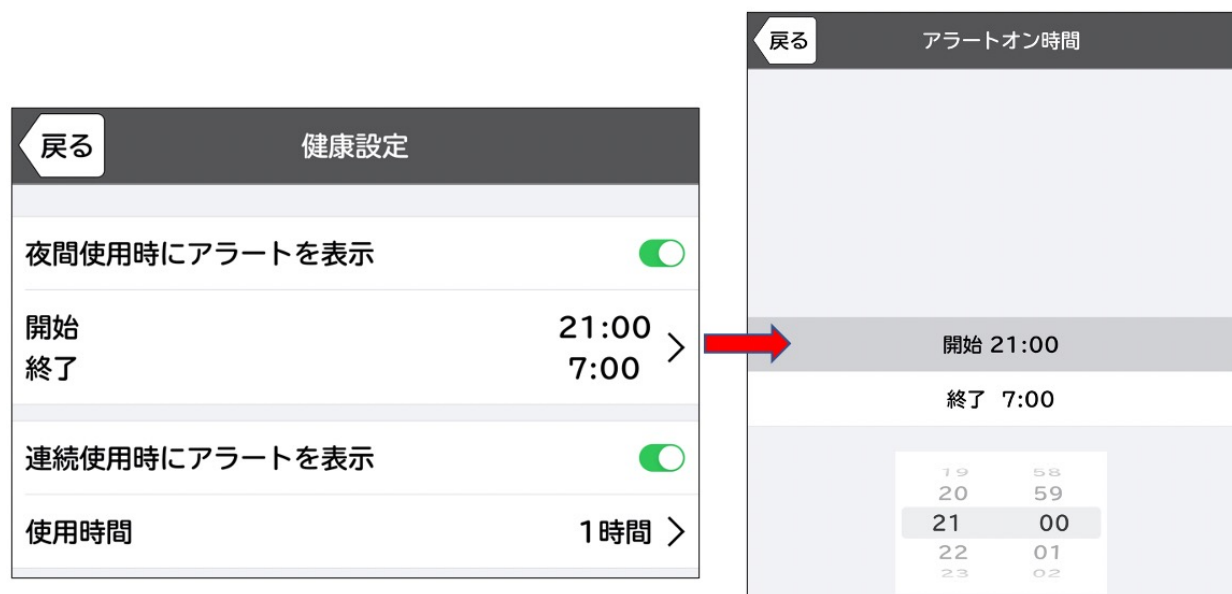 戻る
健康設定
夜間使用時にアラートを表示
開始 21:00
終了 7:00
連続使用時にアラートを表示
使用時間 1時間
戻る
アラートオン時間
開始 21:00
終了 7:00
19 58
20 59
21 00
22 01
23 02